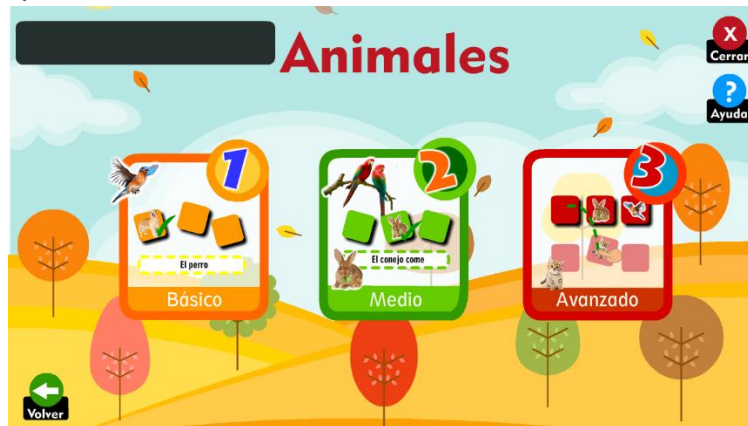 Animales
X
Cerrar
?
Ayuda
1
2
3
El perro
El conejo come
Básico
Medio
Avanzado
Volver